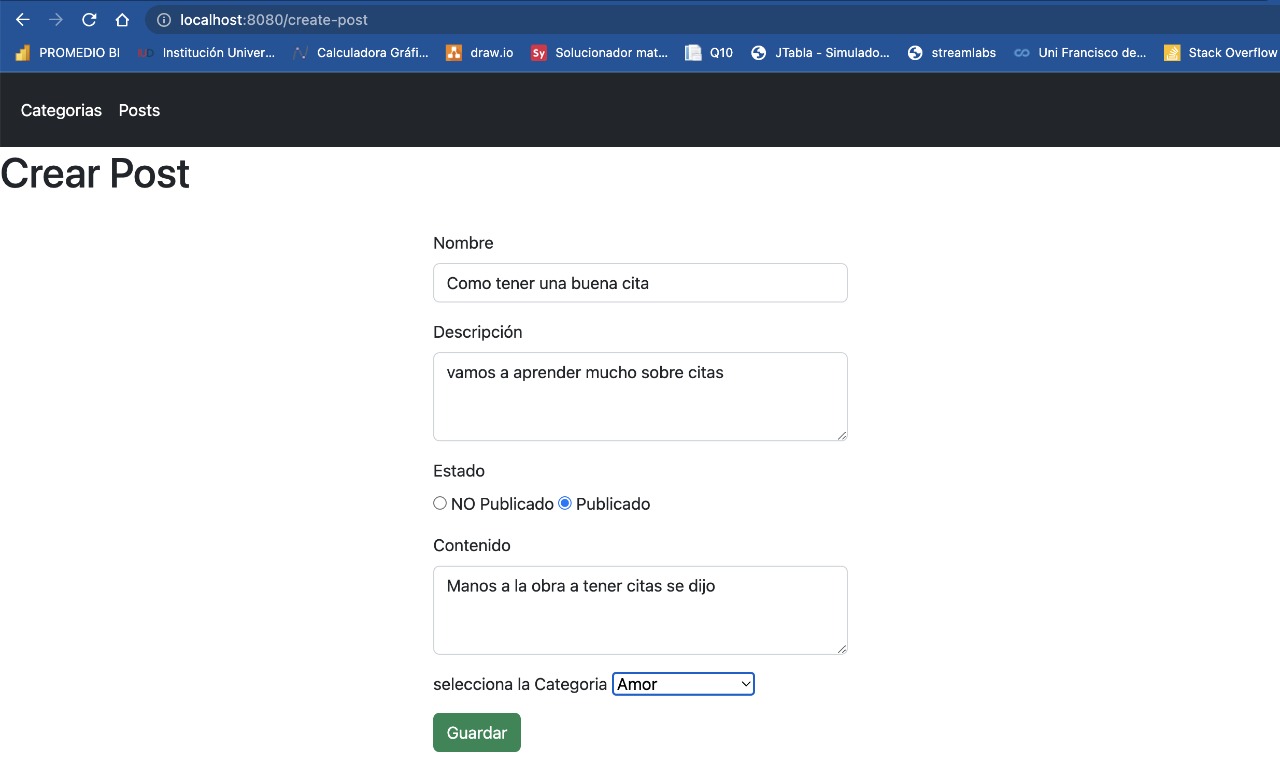 localhost:8080/create-post
PROMEDIO BI Institución Univer... Calculadora Gráfi... draw.io Sy Solucionador mat... Q10 JTabla - Simulado... streamlabs Uni Francisco de... Stack Overflow
Categorias Posts
Crear Post
Nombre
Como tener una buena cita
Descripción
vamos a aprender mucho sobre citas
Estado
NO Publicado Publicado
Contenido
Manos a la obra a tener citas se dijo
selecciona la Categoria Amor
Guardar